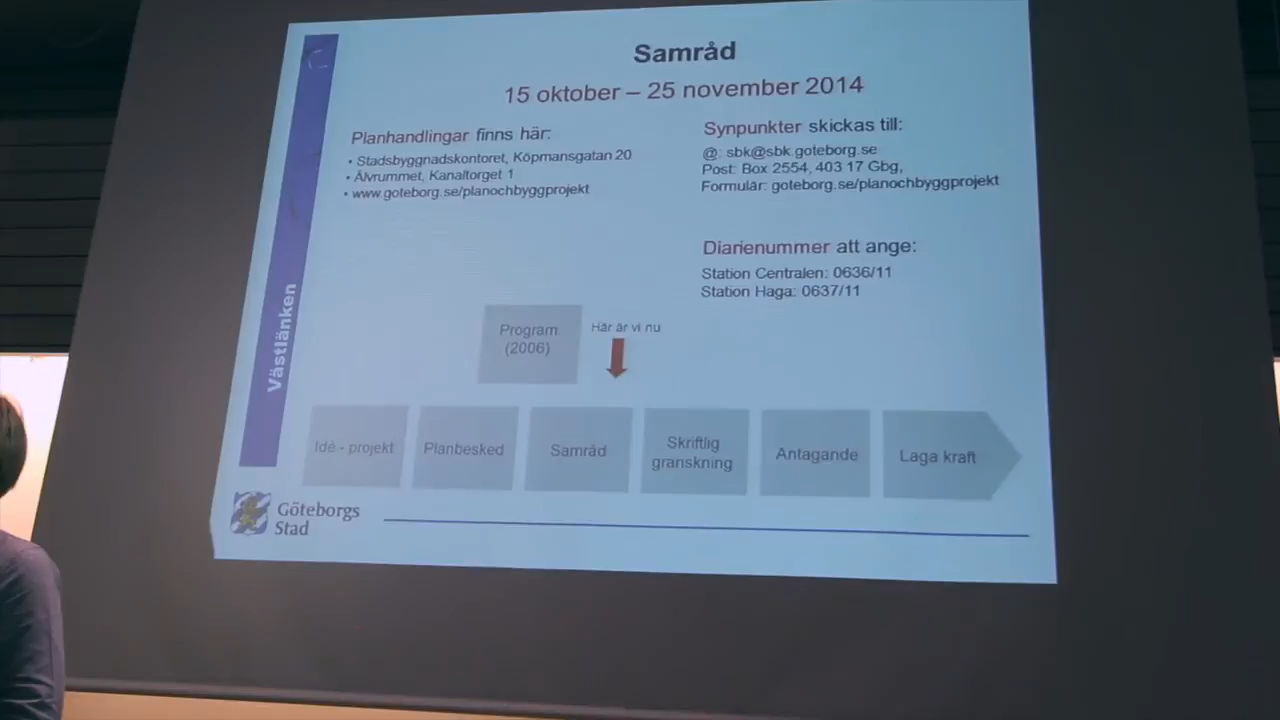 Samråd
15 oktober – 25 november 2014
Planhandlingar finns här:
• Stadsbyggnadskontoret, Köpmansgatan 20
• Älvrummet, Kanaltorget 1
• www.goteborg.se/planochbyggprojekt
Synpunkter skickas till:
@: sbk@sbk.goteborg.se
Post: Box 2554, 403 17 Gbg,
Formulär: goteborg.se/planochbyggprojekt
Diarienummer att ange:
Station Centralen: 0636/11
Station Haga: 0637/11
Västlänken
Program
(2006)
Här är vi nu
Idé - projekt
Planbesked
Samråd
Skriftlig
granskning
Antagande
Laga kraft
Göteborgs
Stad